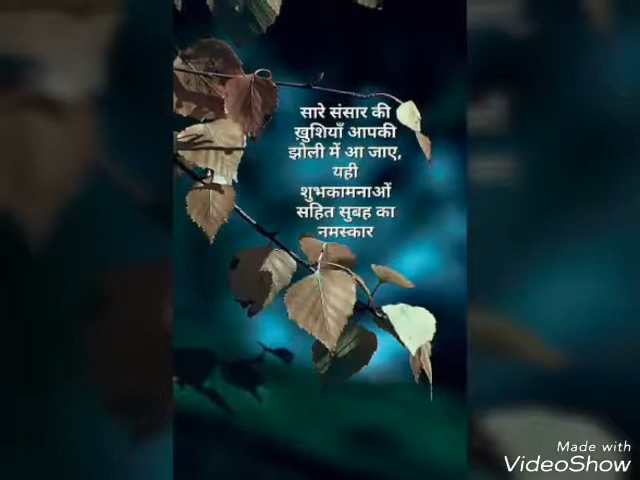 सारे संसार की
ख़ुशियाँ आपकी
झोली में आ जाए,
यही
शुभकामनाओं
सहित सुबह का
नमस्कार
Made with
VideoShow